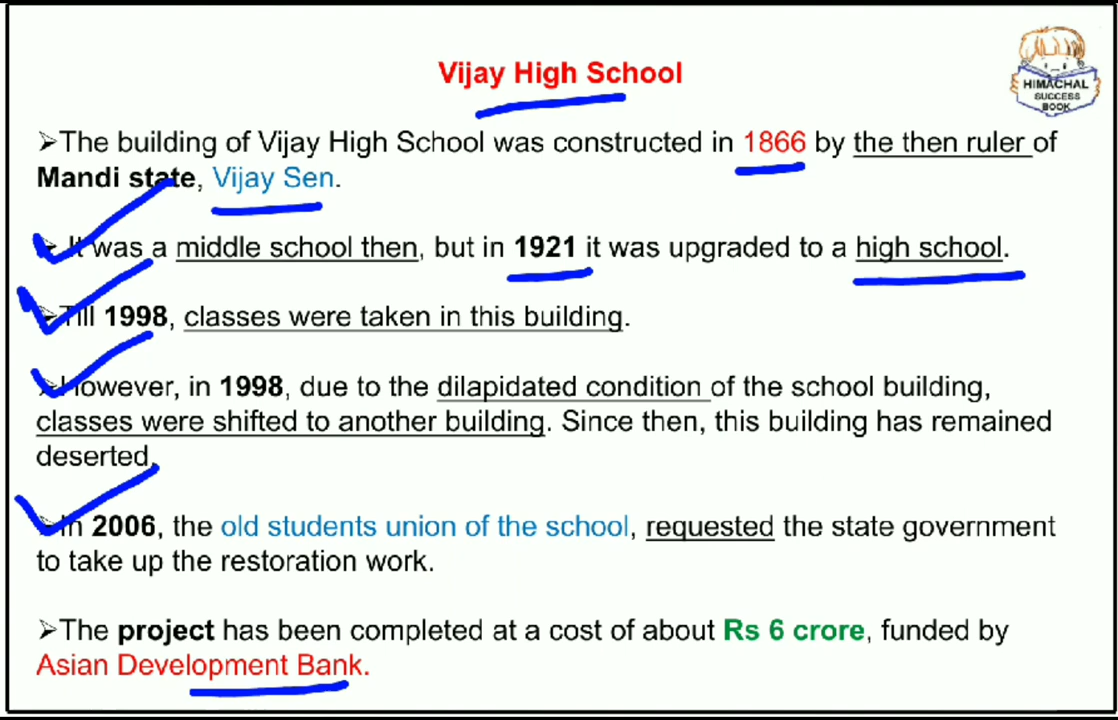 Vijay High School
HIMACHAL
SUCCESS
BOOK
➢The building of Vijay High School was constructed in 1866 by the then ruler of
Mandi state, Vijay Sen.
➢ It was a middle school then, but in 1921 it was upgraded to a high school.
➢Till 1998, classes were taken in this building.
➢However, in 1998, due to the dilapidated condition of the school building,
classes were shifted to another building. Since then, this building has remained
deserted.
➢In 2006, the old students union of the school, requested the state government
to take up the restoration work.
➢The project has been completed at a cost of about Rs 6 crore, funded by
Asian Development Bank.